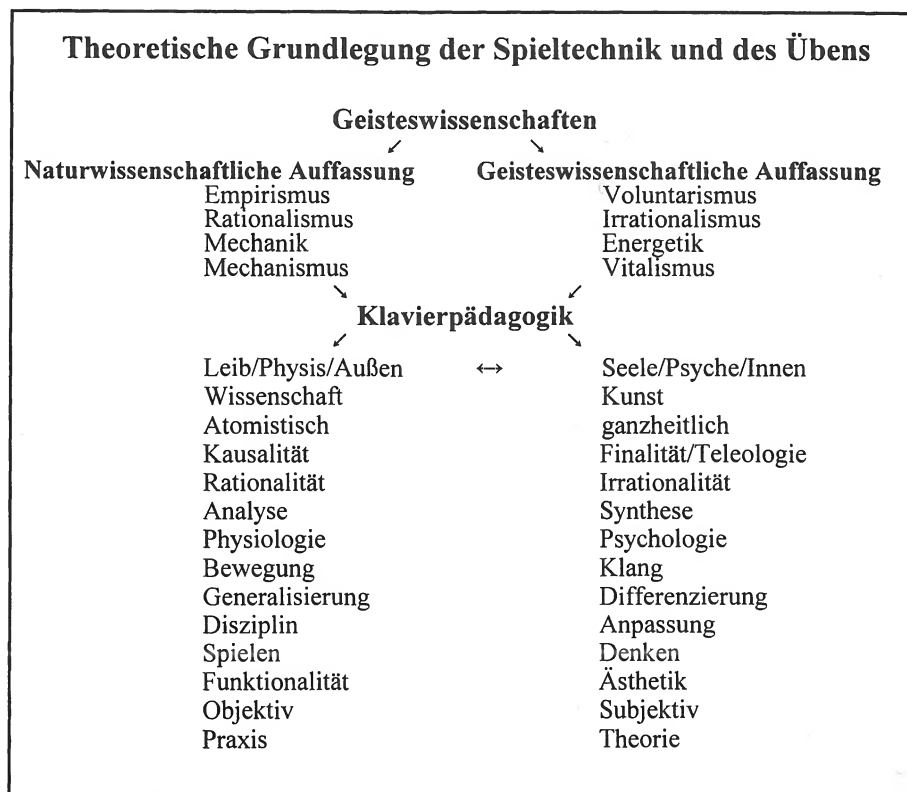 Theoretische Grundlegung der Spieltechnik und des Übens
Geisteswissenschaften
↙ ↘
Naturwissenschaftliche Auffassung Geisteswissenschaftliche Auffassung
Empirismus Voluntarismus
Rationalismus Irrationalismus
Mechanik Energetik
Mechanismus Vitalismus
↘ ↙
Klavierpädagogik
↙ ↘
Leib/Physis/Außen ↔ Seele/Psyche/Innen
Wissenschaft Kunst
Atomistisch ganzheitlich
Kausalität Finalität/Teleologie
Rationalität Irrationalität
Analyse Synthese
Physiologie Psychologie
Bewegung Klang
Generalisierung Differenzierung
Disziplin Anpassung
Spielen Denken
Funktionalität Ästhetik
Objektiv Subjektiv
Praxis Theorie